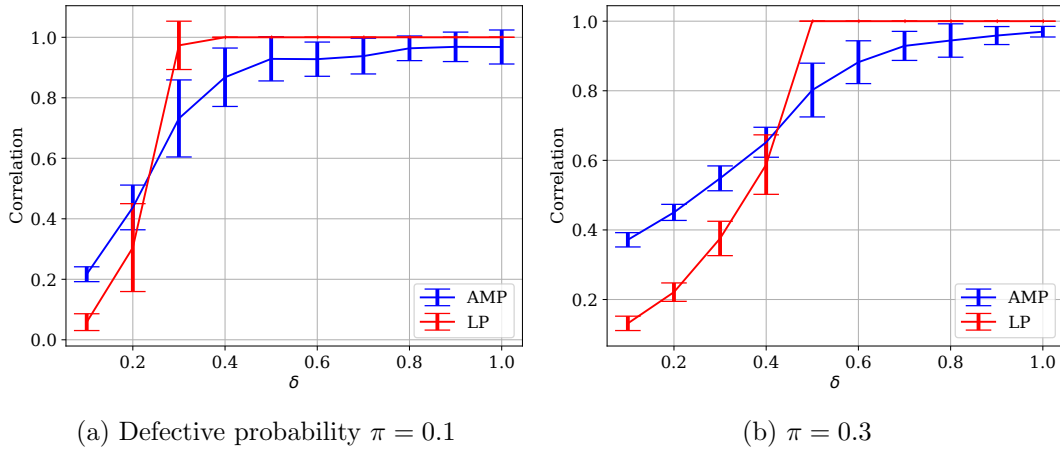 1.0
0.8
0.6
0.4
0.2
0.0
Correlation
0.2 0.4 0.6 0.8 1.0
δ
AMP
LP
(a) Defective probability π = 0.1
1.0
0.8
0.6
0.4
0.2
Correlation
0.2 0.4 0.6 0.8 1.0
δ
AMP
LP
(b) π = 0.3